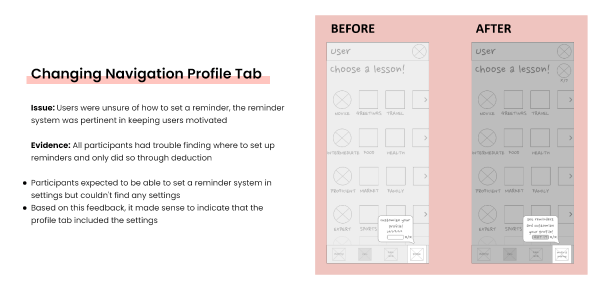 Changing Navigation Profile Tab
Issue: Users were unsure of how to set a reminder, the reminder
system was pertinent in keeping users motivated
Evidence: All participants had trouble finding where to set up
reminders and only did so through deduction
● Participants expected to be able to set a reminder system in
settings but couldn't find any settings
● Based on this feedback, it made sense to indicate that the
profile tab included the settings
BEFORE
User
choose a lesson!
NOVICE GREETINGS TRAVEL
INTERMEDIATE FOOD HEALTH
PROFICIENT MARKET FAMILY
EXPERT SPORTS
customize your
profile!
AFTER
User
choose a lesson!
NOVICE GREETINGS TRAVEL
INTERMEDIATE FOOD HEALTH
PROFICIENT MARKET FAMILY
EXPERT SPORTS
set reminders
and customize
your profile!